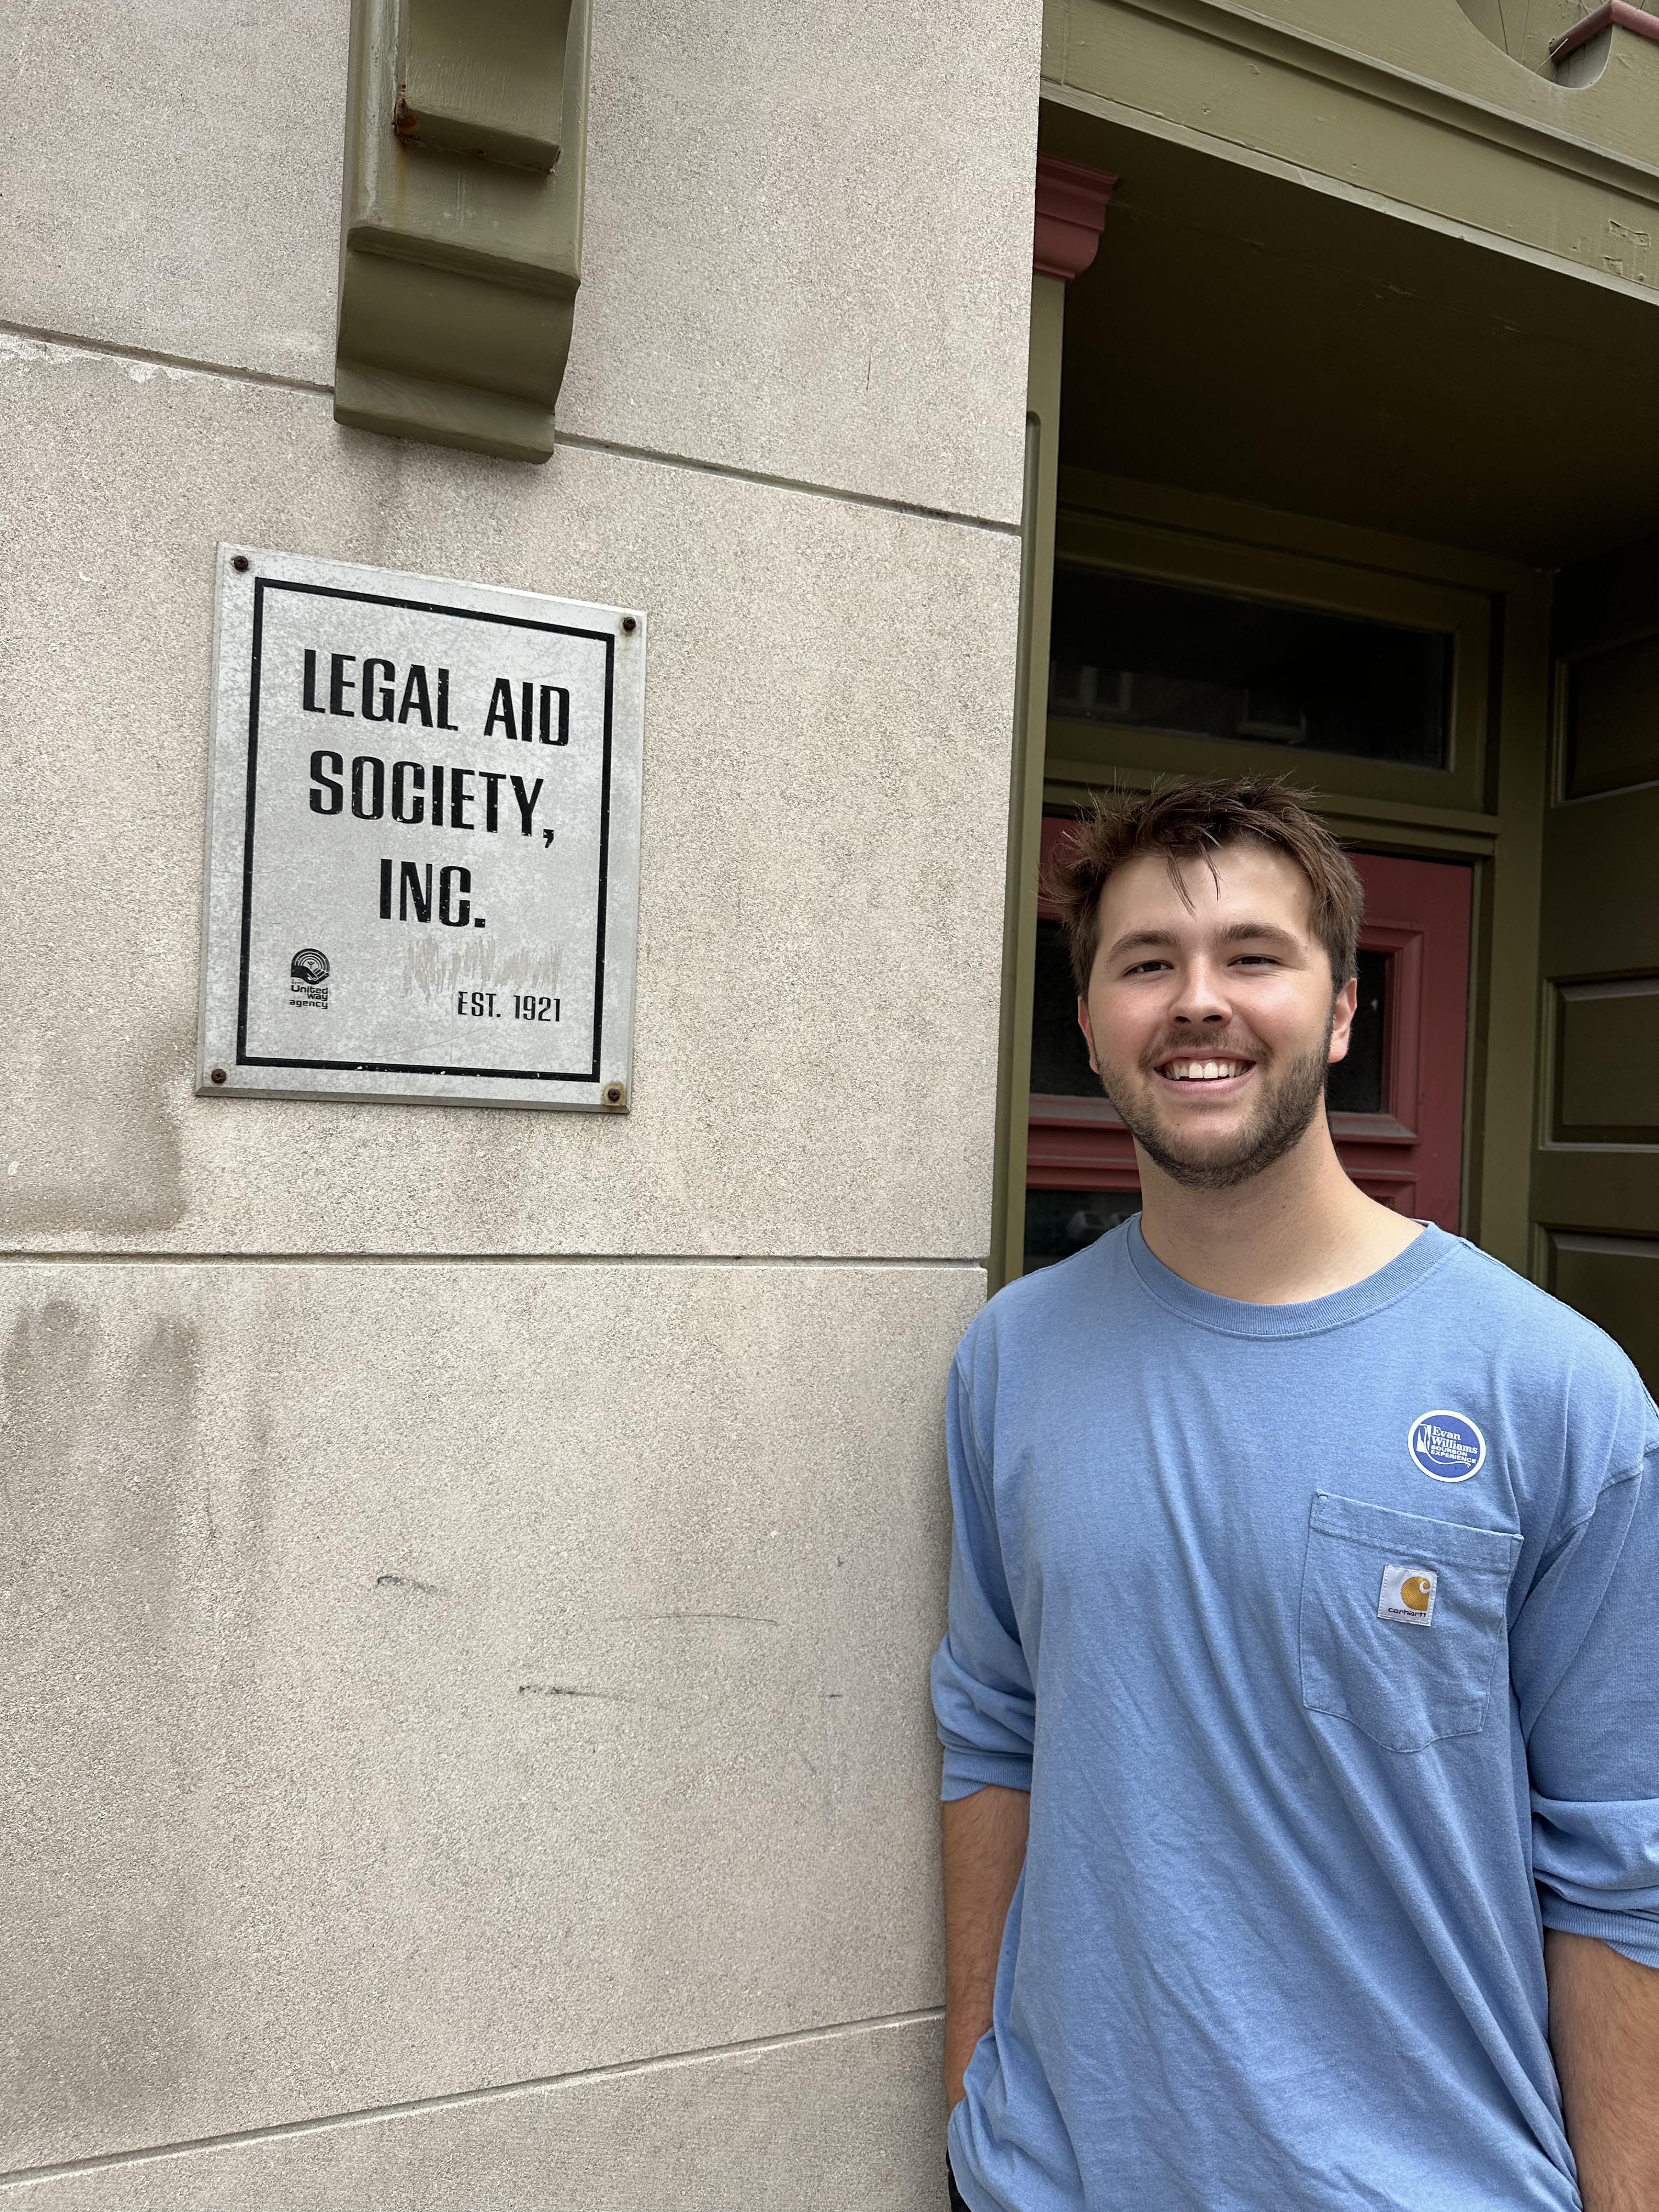 LEGAL AID
SOCIETY,
INC.
United
way
agency
EST. 1921
Evan
Williams
BOURBON
EXPERIENCE
carhartt